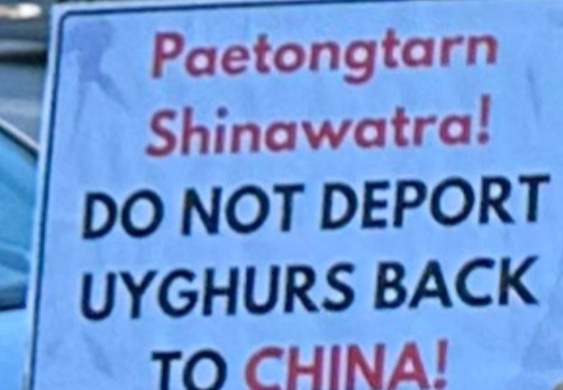 Paetongtarn
Shinawatra!
DO NOT DEPORT
UYGHURS BACK
TO CHINA!